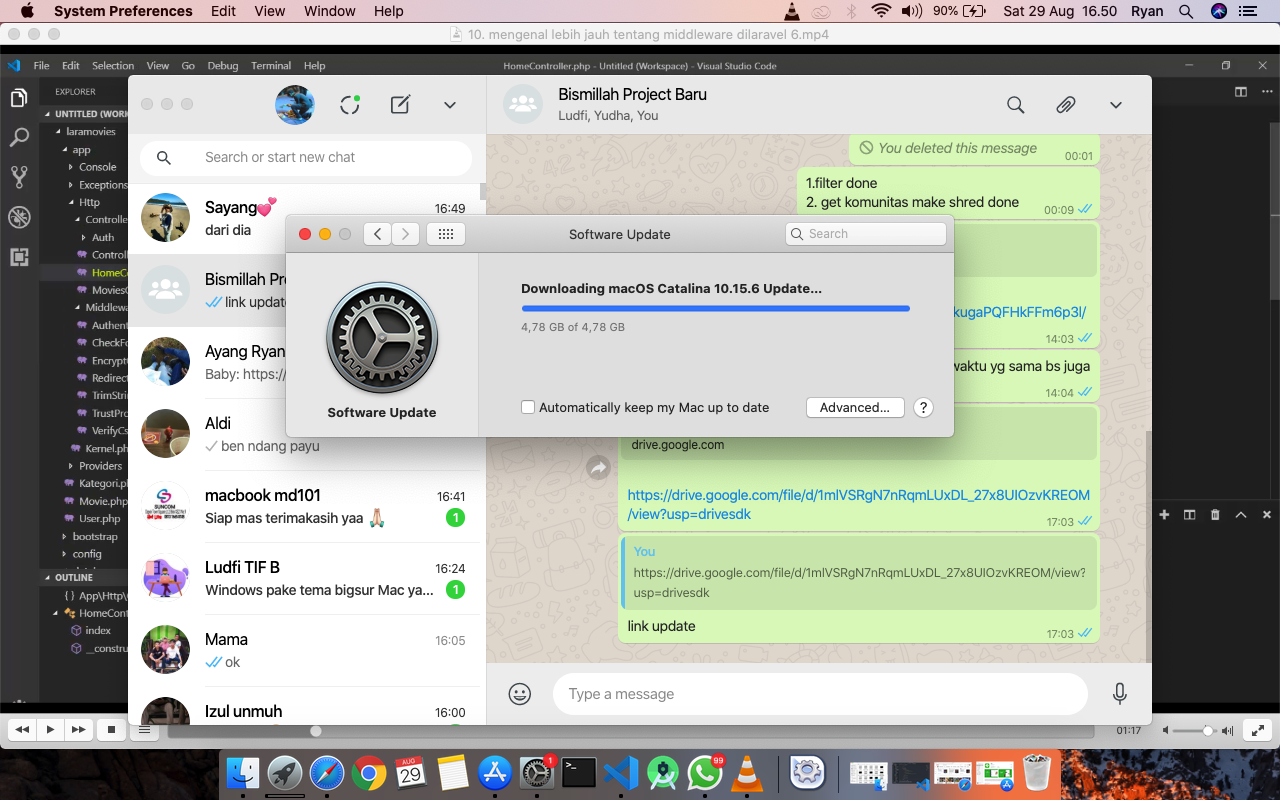 System Preferences Edit View Window Help 90% Sat 29 Aug 16.50 Ryan
10. mengenal lebih jauh tentang middleware dilaravel 6.mp4
File Edit Selection View Go Debug Terminal Help HomeController.php - Untitled (Workspace) - Visual Studio Code
EXPLORER
UNTITLED (WORK
laramovies
app
Console
Exceptions
Http
Controlle
Auth
Controll
HomeCo
MoviesC
Middlewa
Authent
CheckFo
Encrypt
Redirect
TrimStrin
TrustPro
VerifyCs
Kernel.ph
Providers
Kategori.ph
Movie.php
User.php
bootstrap
config
OUTLINE
{ } App\Http\
HomeContr
index
__constru
Search or start new chat
Sayang💕 16:49
dari dia
Bismillah Pr
link update
Ayang Ryan
Baby: https:/
Aldi
ben ndang payu
macbook md101 16:41
Siap mas terimakasih yaa 🙏🏻 1
SUNCOM
Ludfi TIF B 16:24
Windows pake tema bigsur Mac ya... 1
Mama 16:05
ok
Izul unmuh 16:00
Bismillah Project Baru
Ludfi, Yudha, You
You deleted this message 00:01
1.filter done
2. get komunitas make shred done 00:09
kugaPQFHkFFm6p3l/
14:03
waktu yg sama bs juga
14:04
drive.google.com
https://drive.google.com/file/d/1mlVSRgN7nRqmLUxDL_27x8UIOzvKREOM
/view?usp=drivesdk
17:03
You
https://drive.google.com/file/d/1mlVSRgN7nRqmLUxDL_27x8UIOzvKREOM/view?
usp=drivesdk
link update
17:03
Type a message
Software Update
Search
Downloading macOS Catalina 10.15.6 Update...
4,78 GB of 4,78 GB
Software Update
Automatically keep my Mac up to date Advanced... ?
01:17
AUG
29
1
99